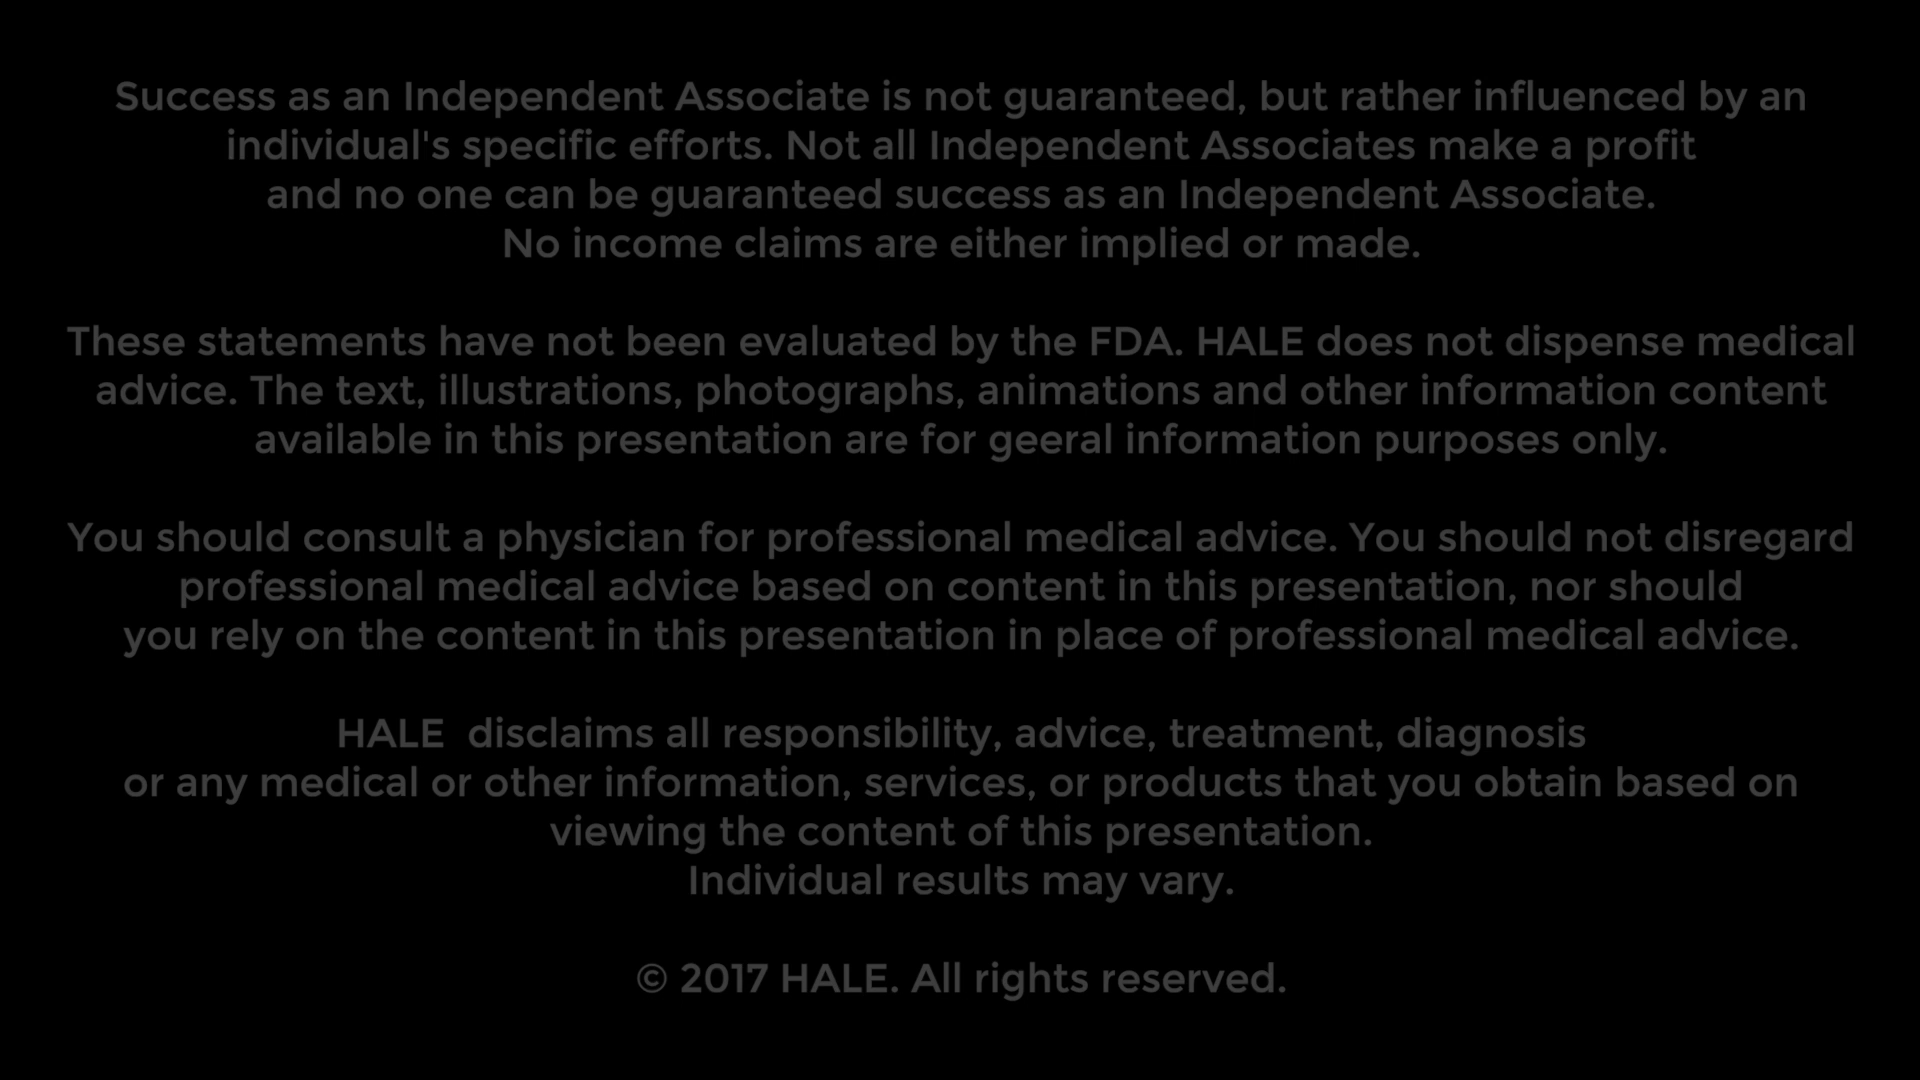 Success as an Independent Associate is not guaranteed, but rather influenced by an
individual's specific efforts. Not all Independent Associates make a profit
and no one can be guaranteed success as an Independent Associate.
No income claims are either implied or made.
These statements have not been evaluated by the FDA. HALE does not dispense medical
advice. The text, illustrations, photographs, animations and other information content
available in this presentation are for geeral information purposes only.
You should consult a physician for professional medical advice. You should not disregard
professional medical advice based on content in this presentation, nor should
you rely on the content in this presentation in place of professional medical advice.
HALE  disclaims all responsibility, advice, treatment, diagnosis
or any medical or other information, services, or products that you obtain based on
viewing the content of this presentation.
Individual results may vary.
© 2017 HALE. All rights reserved.